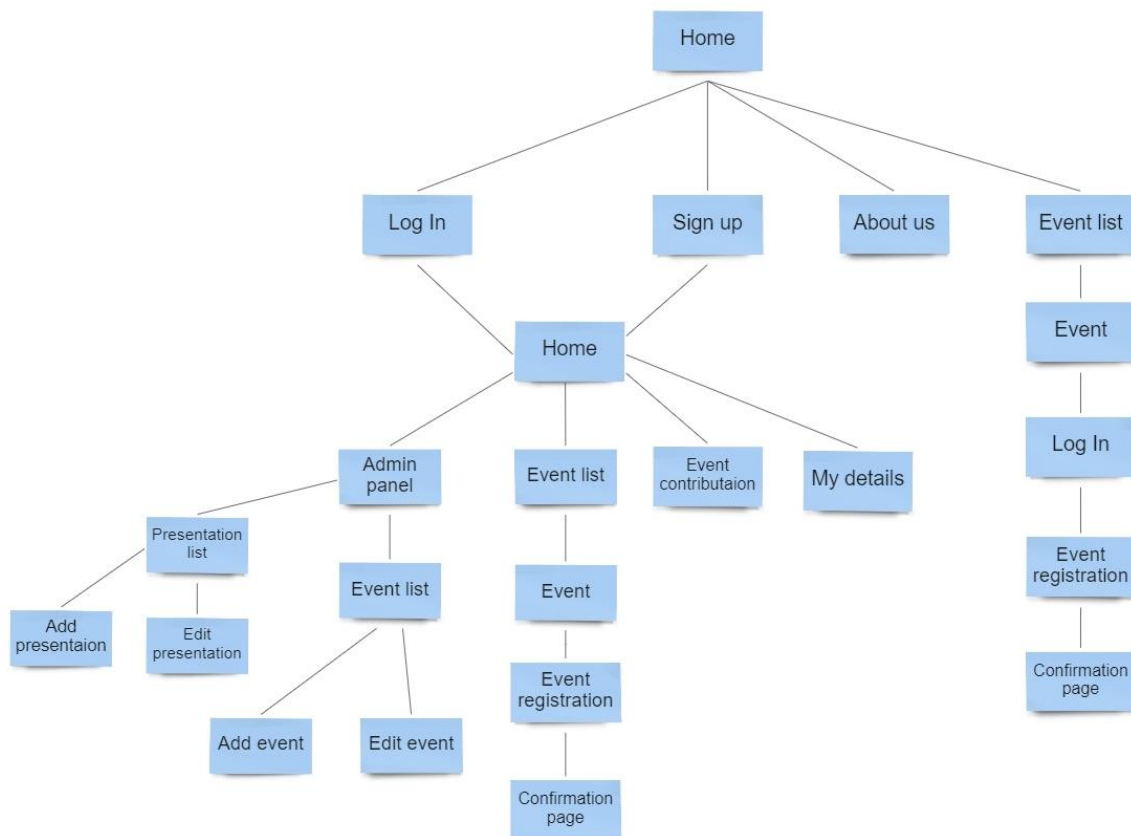 Home
Log In
Sign up
About us
Event list
Event
Home
Log In
Admin
panel
Event list
Event
contributaion
My details
Presentation
list
Event list
Event
Event
registration
Add
presentaion
Edit
presentation
Event
registration
Confirmation
page
Add event
Edit event
Confirmation
page